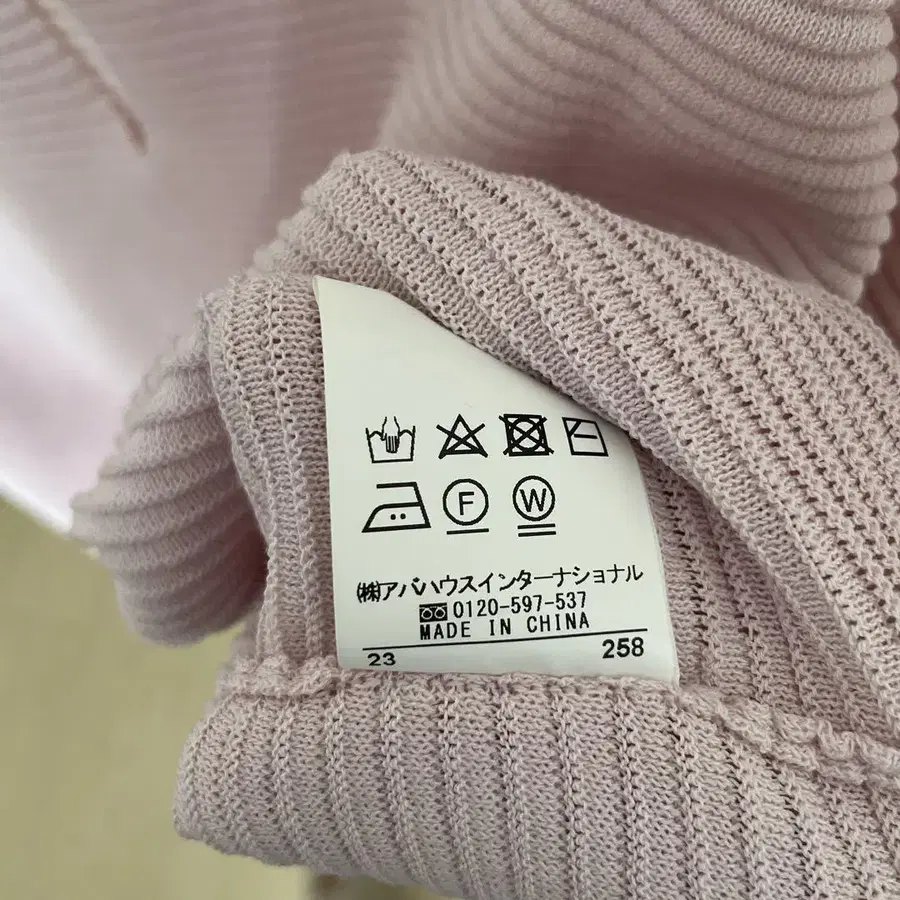 F W
(株)アバハウスインターナショナル
0120-597-537
MADE IN CHINA
23 258